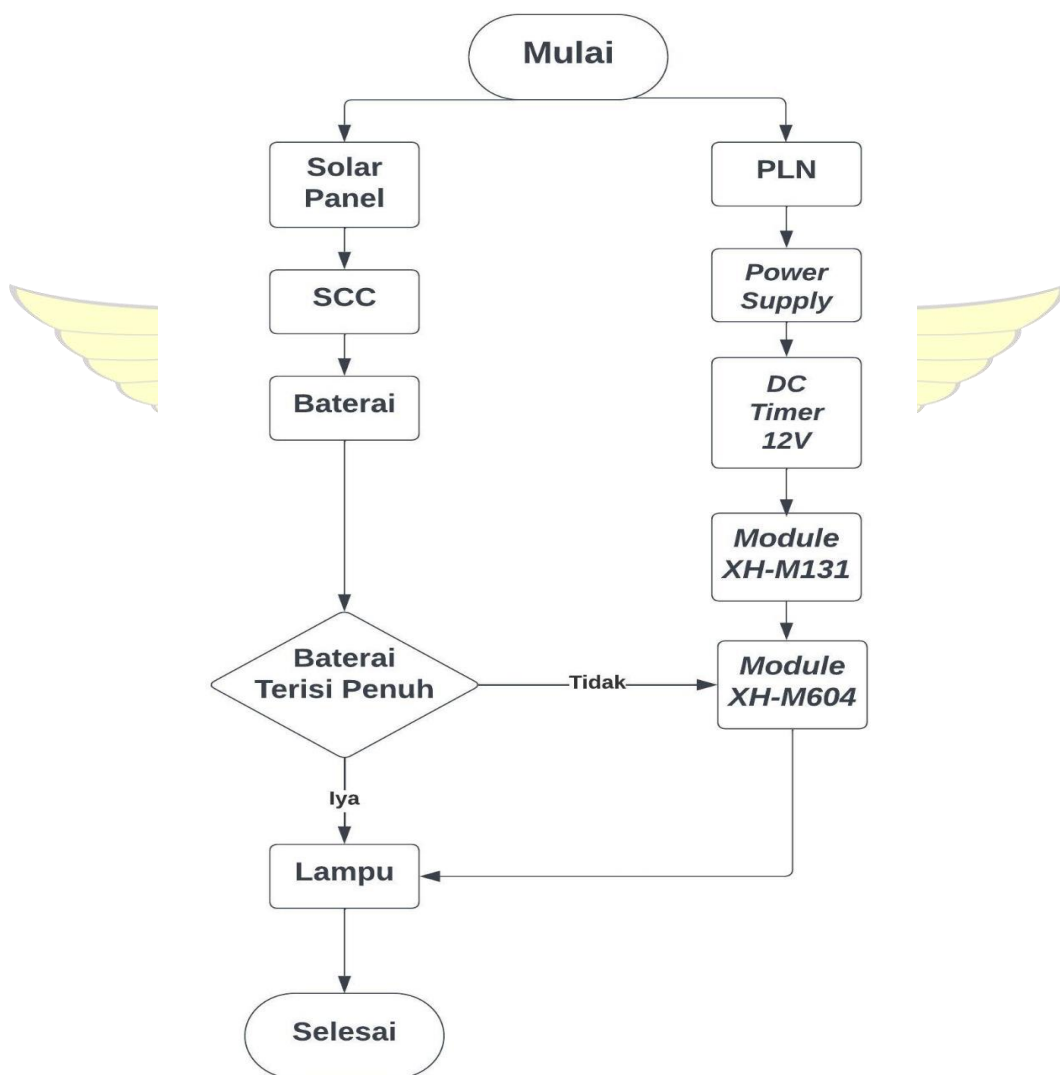 Mulai
Solar
Panel
SCC
Baterai
PLN
Power
Supply
DC
Timer
12V
Module
XH-M131
Baterai
Terisi Penuh
Tidak
Module
XH-M604
Iya
Lampu
Selesai